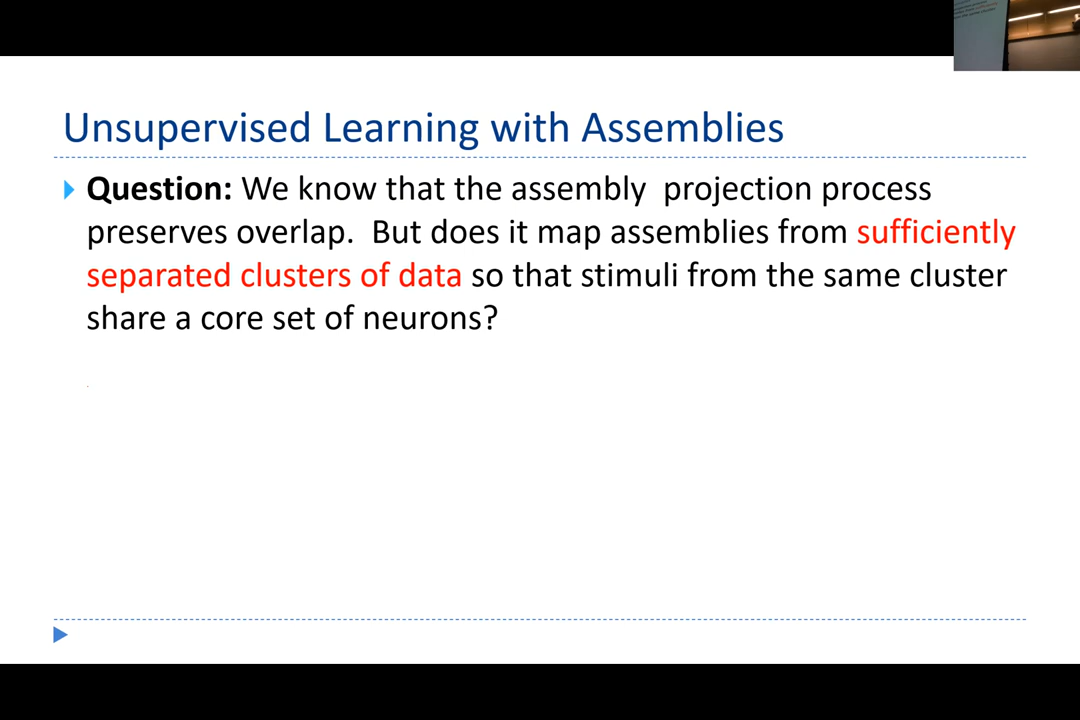 Unsupervised Learning with Assemblies
Question: We know that the assembly projection process
preserves overlap. But does it map assemblies from sufficiently
separated clusters of data so that stimuli from the same cluster
share a core set of neurons?